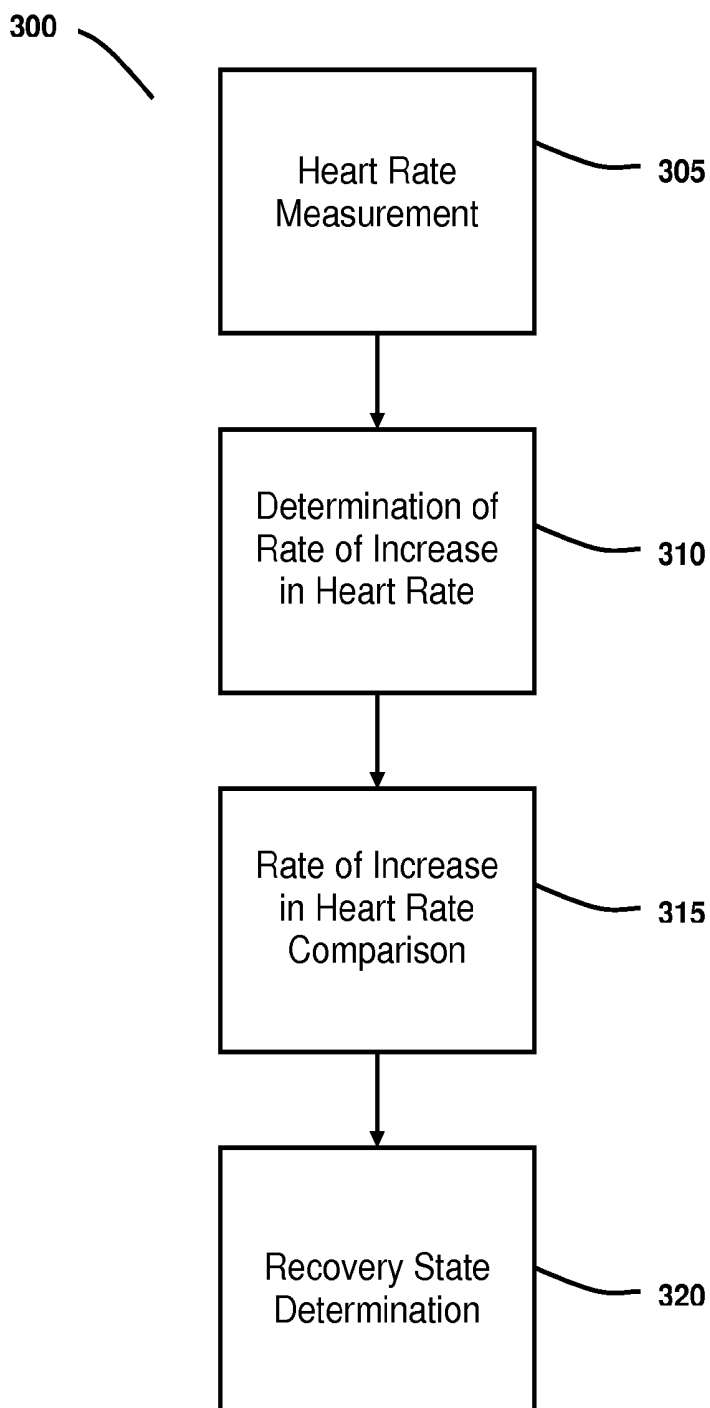 300
Heart Rate
Measurement
305
Determination of
Rate of Increase
in Heart Rate
310
Rate of Increase
in Heart Rate
Comparison
315
Recovery State
Determination
320